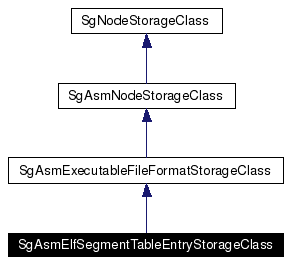 SgNodeStorageClass
SgAsmNodeStorageClass
SgAsmExecutableFileFormatStorageClass
SgAsmElfSegmentTableEntryStorageClass